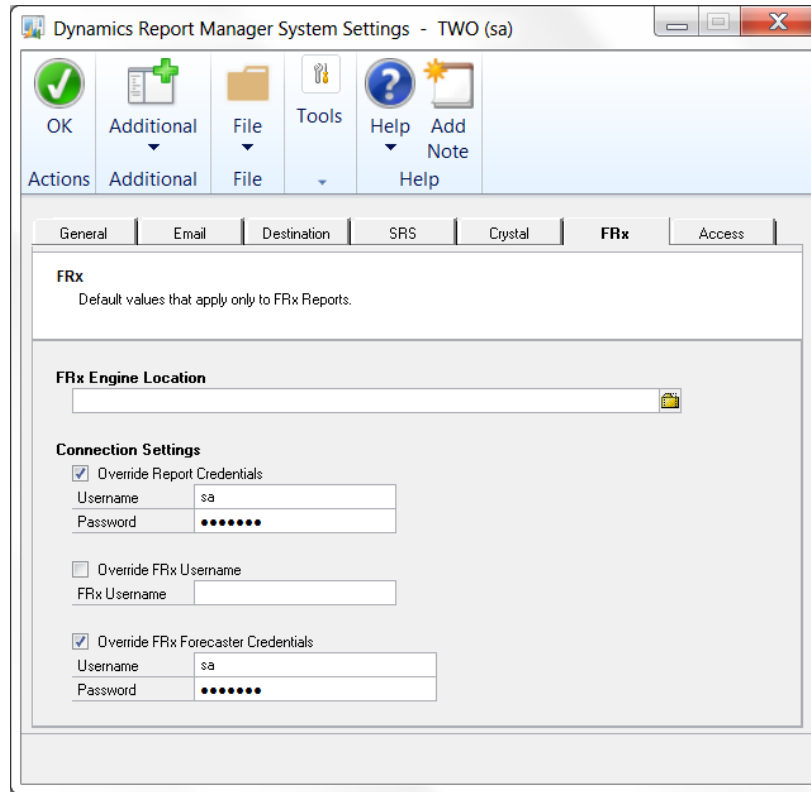 Dynamics Report Manager System Settings - TWO (sa)
OK
Additional
File
Tools
Help
Add Note
Actions
Additional
File
Help
General
Email
Destination
SRS
Crystal
FRx
Access
FRx
Default values that apply only to FRx Reports.
FRx Engine Location
Connection Settings
Override Report Credentials
Username sa
Password •••••••
Override FRx Username
FRx Username
Override FRx Forecaster Credentials
Username sa
Password •••••••